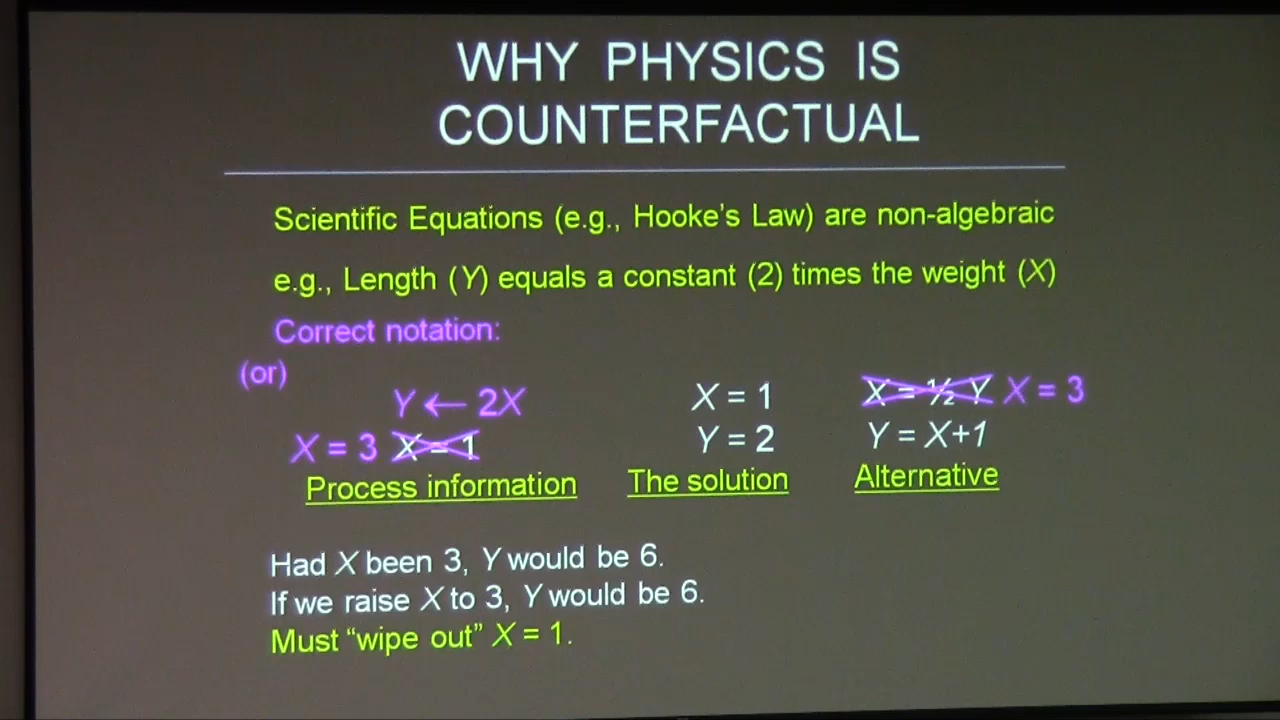 WHY PHYSICS IS
COUNTERFACTUAL
Scientific Equations (e.g., Hooke's Law) are non-algebraic
e.g., Length (Y) equals a constant (2) times the weight (X)
Correct notation:
(or)
Y ← 2X
X = 3 X = 1
Process information
X = 1
Y = 2
The solution
X = ½ Y X = 3
Y = X+1
Alternative
Had X been 3, Y would be 6.
If we raise X to 3, Y would be 6.
Must “wipe out” X = 1.